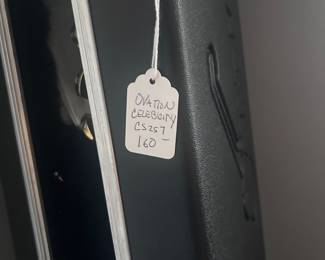 OVATION
CELEBRITY
CS257
160-